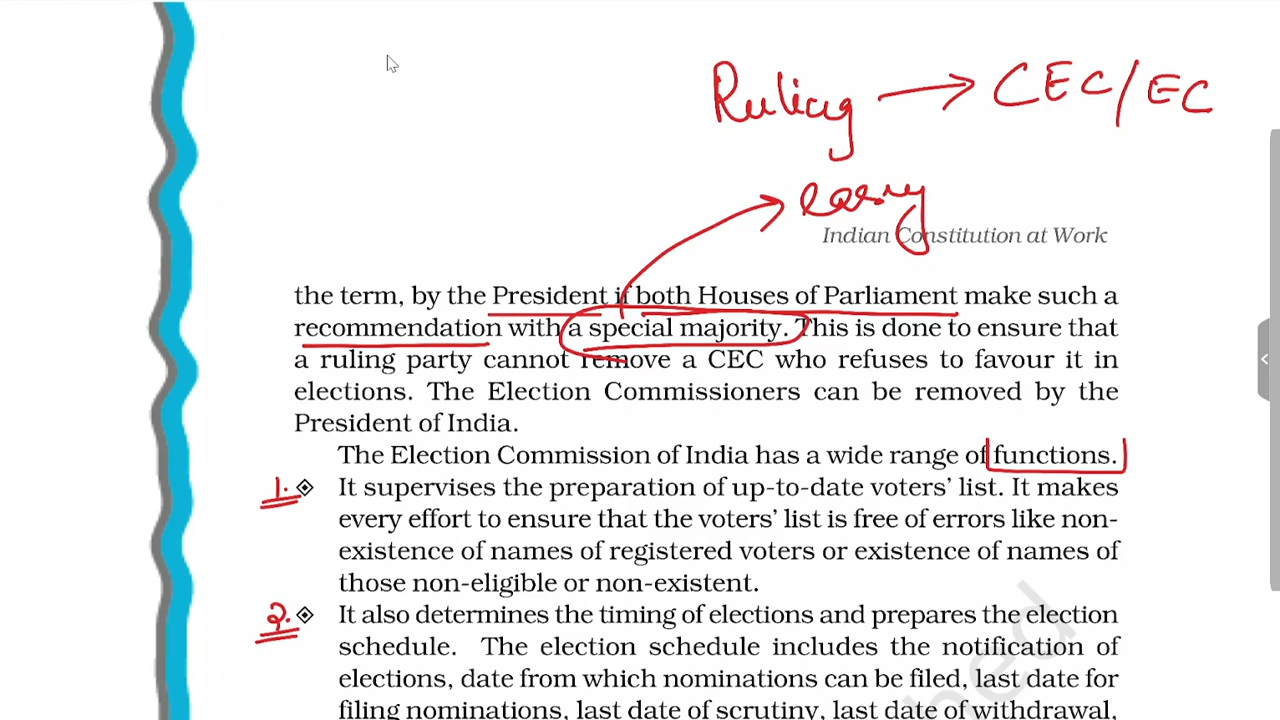 Ruling → CEC/EC
easy
Indian Constitution at Work
the term, by the President if both Houses of Parliament make such a
recommendation with a special majority. This is done to ensure that
a ruling party cannot remove a CEC who refuses to favour it in
elections. The Election Commissioners can be removed by the
President of India.
The Election Commission of India has a wide range of functions.
1. It supervises the preparation of up-to-date voters’ list. It makes
every effort to ensure that the voters’ list is free of errors like non-
existence of names of registered voters or existence of names of
those non-eligible or non-existent.
2. It also determines the timing of elections and prepares the election
schedule. The election schedule includes the notification of
elections, date from which nominations can be filed, last date for
filing nominations, last date of scrutiny, last date of withdrawal,